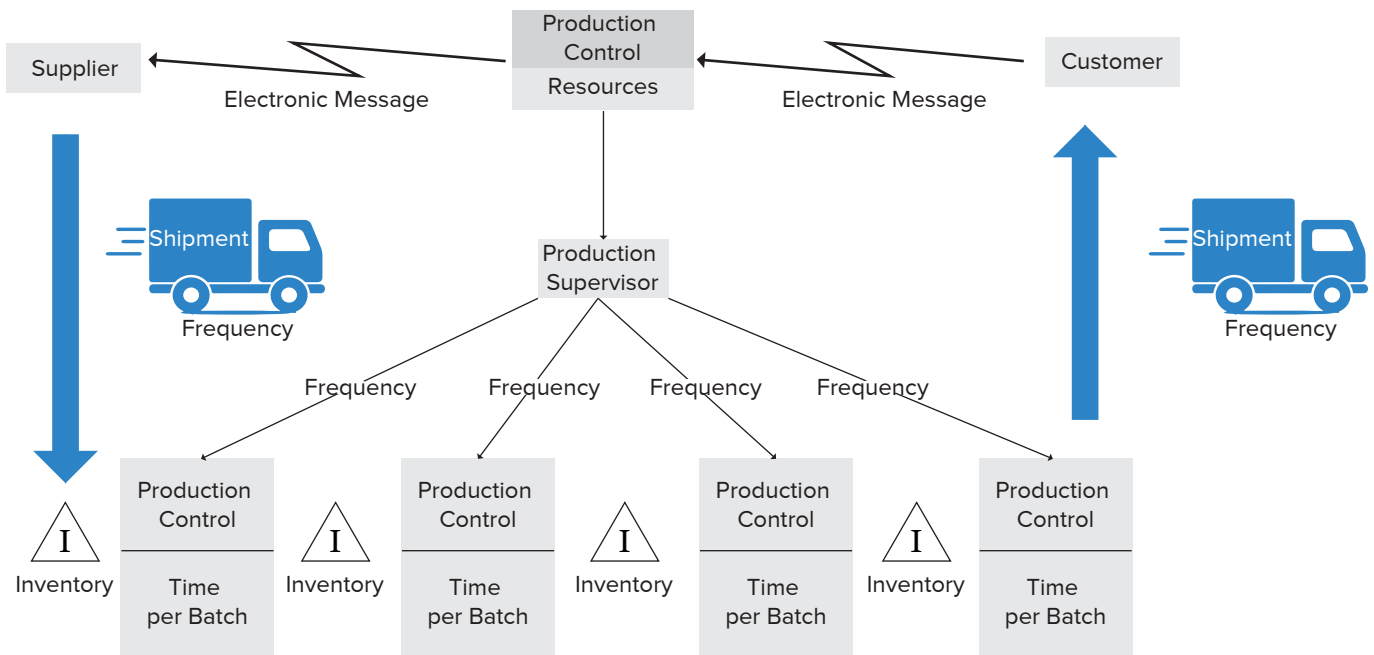 Production
Control
Supplier
Resources
Customer
Electronic Message
Electronic Message
Shipment
Shipment
Production
Supervisor
Frequency
Frequency
Frequency
Frequency
Frequency
Frequency
Production
Control
Production
Control
Production
Control
Production
Control
I
I
I
I
Inventory
Time
per Batch
Inventory
Time
per Batch
Inventory
Time
per Batch
Inventory
Time
per Batch